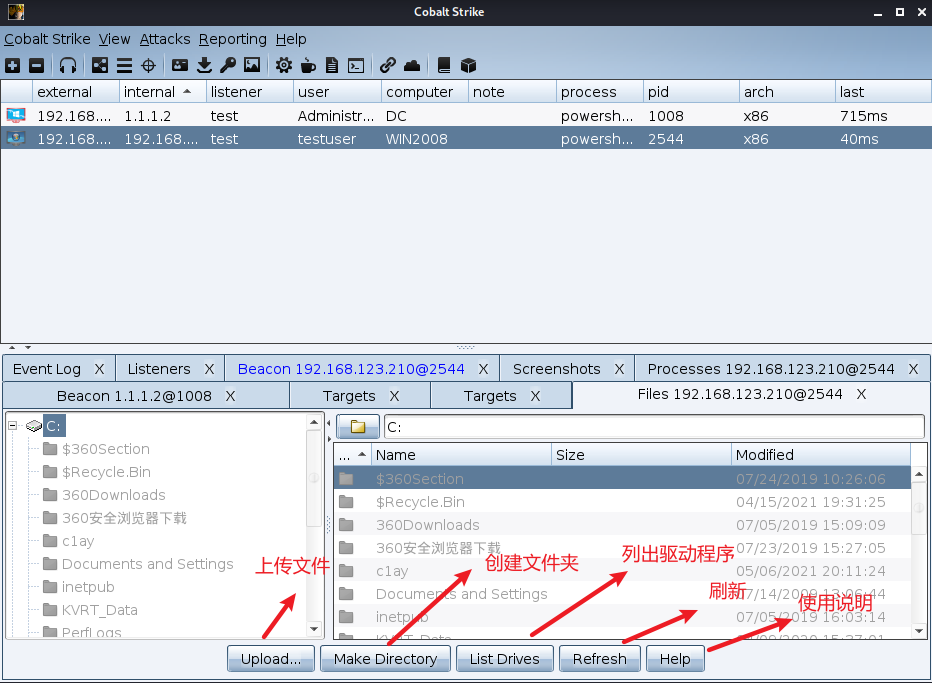 Cobalt Strike
Cobalt Strike View Attacks Reporting Help
external internal listener user computer note process pid arch last
192.168.... 1.1.1.2 test Administr... DC powersh... 1008 x86 715ms
192.168.... 192.168.... test testuser WIN2008 powersh... 2544 x86 40ms
Event Log X Listeners X Beacon 192.168.123.210@2544 X Screenshots X Processes 192.168.123.210@2544 X
Beacon 1.1.1.2@1008 X Targets X Targets X Files 192.168.123.210@2544 X
C:
$360Section
$Recycle.Bin
360Downloads
360安全浏览器下载
c1ay
Documents and Settings
inetpub
KVRT_Data
PerfLogs
C:
... Name Size Modified
$360Section 07/24/2019 10:26:06
$Recycle.Bin 04/15/2021 19:31:25
360Downloads 07/05/2019 15:09:09
360安全浏览器下载 07/23/2019 15:27:05
c1ay 05/06/2021 20:11:24
Documents and Settings 07/14/2009 13:06:44
inetpub 07/05/2019 16:03:14
KVRT_Data
上传文件
创建文件夹
列出驱动程序
刷新
使用说明
Upload... Make Directory List Drives Refresh Help